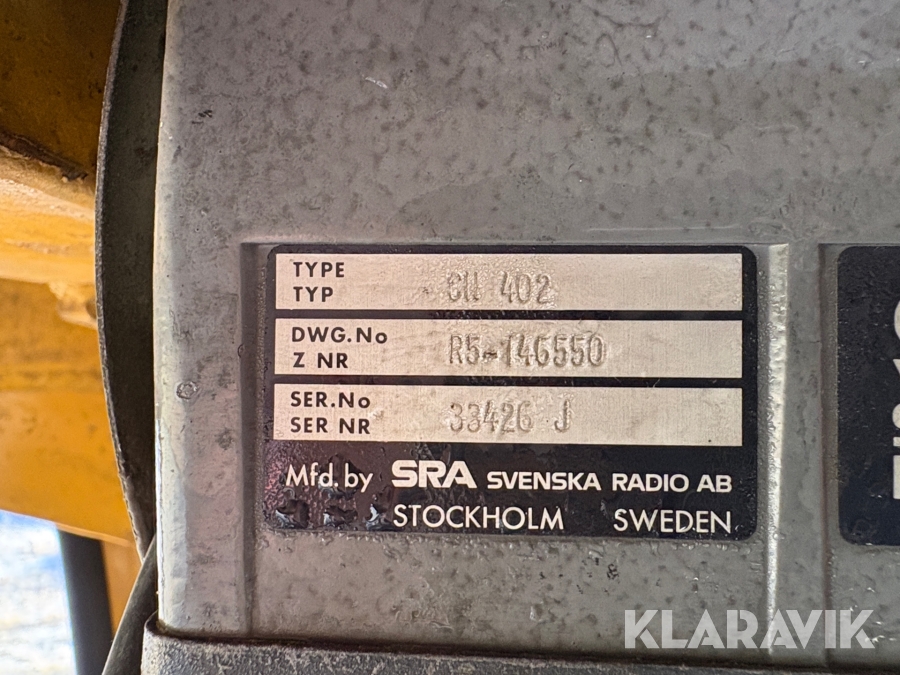 TYPE
TYP
CU 402
DWG.No
Z NR
R5-146550
SER.No
SER NR
33426 J
Mfd. by SRA SVENSKA RADIO AB
STOCKHOLM SWEDEN
KLARAVIK